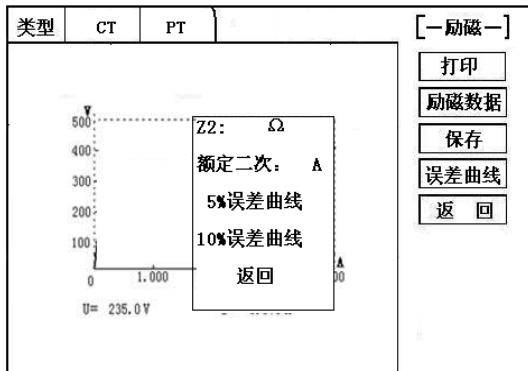 类型 CT PT
[—励磁—]
打印
励磁数据
保存
误差曲线
返 回
V
500
400
300
200
100
0 1.000
A
U= 235.0V
Z2: Ω
额定二次: A
5%误差曲线
10%误差曲线
返回